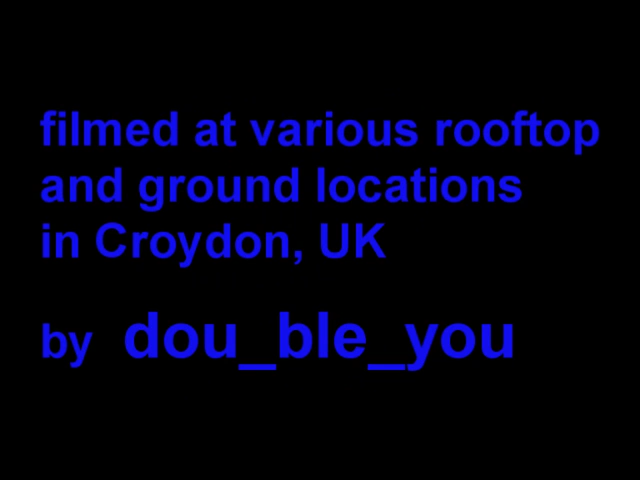 filmed at various rooftop
and ground locations
in Croydon, UK
by dou_ble_you